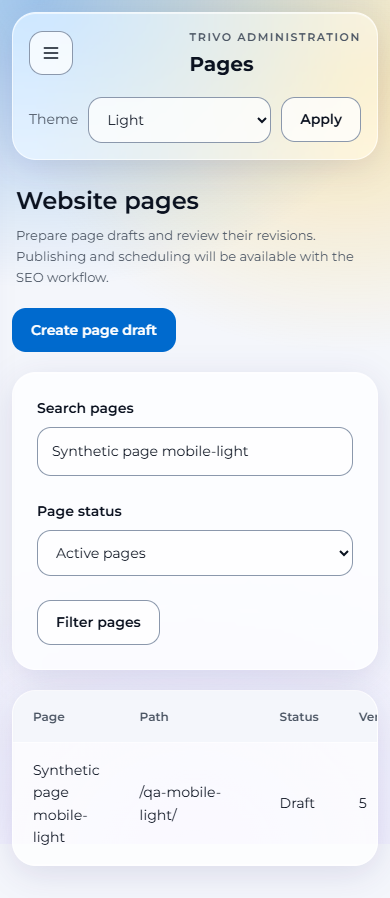 TRIVO ADMINISTRATION
Pages
Theme
Light
Apply
Website pages
Prepare page drafts and review their revisions.
Publishing and scheduling will be available with the
SEO workflow.
Create page draft
Search pages
Synthetic page mobile-light
Page status
Active pages
Filter pages
Page Path Status
Synthetic
page
mobile-
light
/qa-mobile-
light/
Draft
5